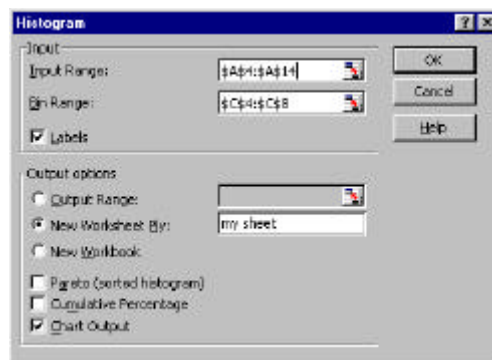 Histogram
Input
Input Range:
$A$4:$A$14
Bin Range:
$C$4:$C$8
Labels
OK
Cancel
Help
Output options
Output Range:
New Worksheet Ply:
my sheet
New Workbook
Pareto (sorted histogram)
Cumulative Percentage
Chart Output